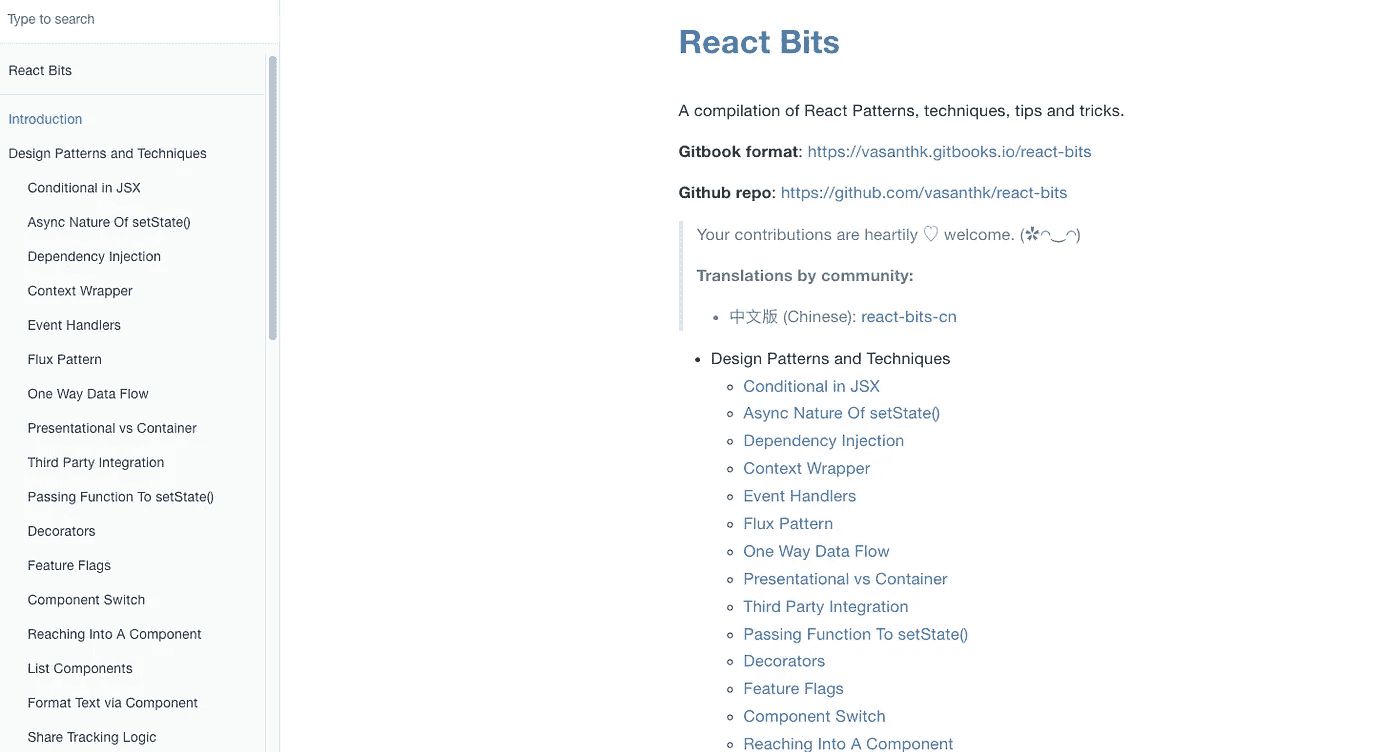 Type to search
React Bits
Introduction
Design Patterns and Techniques
Conditional in JSX
Async Nature Of setState()
Dependency Injection
Context Wrapper
Event Handlers
Flux Pattern
One Way Data Flow
Presentational vs Container
Third Party Integration
Passing Function To setState()
Decorators
Feature Flags
Component Switch
Reaching Into A Component
List Components
Format Text via Component
Share Tracking Logic
React Bits
A compilation of React Patterns, techniques, tips and tricks.
Gitbook format: https://vasanthk.gitbooks.io/react-bits
Github repo: https://github.com/vasanthk/react-bits
Your contributions are heartily ♡ welcome. (✲◠‿◠)
Translations by community:
• 中文版 (Chinese): react-bits-cn
• Design Patterns and Techniques
◦ Conditional in JSX
◦ Async Nature Of setState()
◦ Dependency Injection
◦ Context Wrapper
◦ Event Handlers
◦ Flux Pattern
◦ One Way Data Flow
◦ Presentational vs Container
◦ Third Party Integration
◦ Passing Function To setState()
◦ Decorators
◦ Feature Flags
◦ Component Switch
◦ Reaching Into A Component